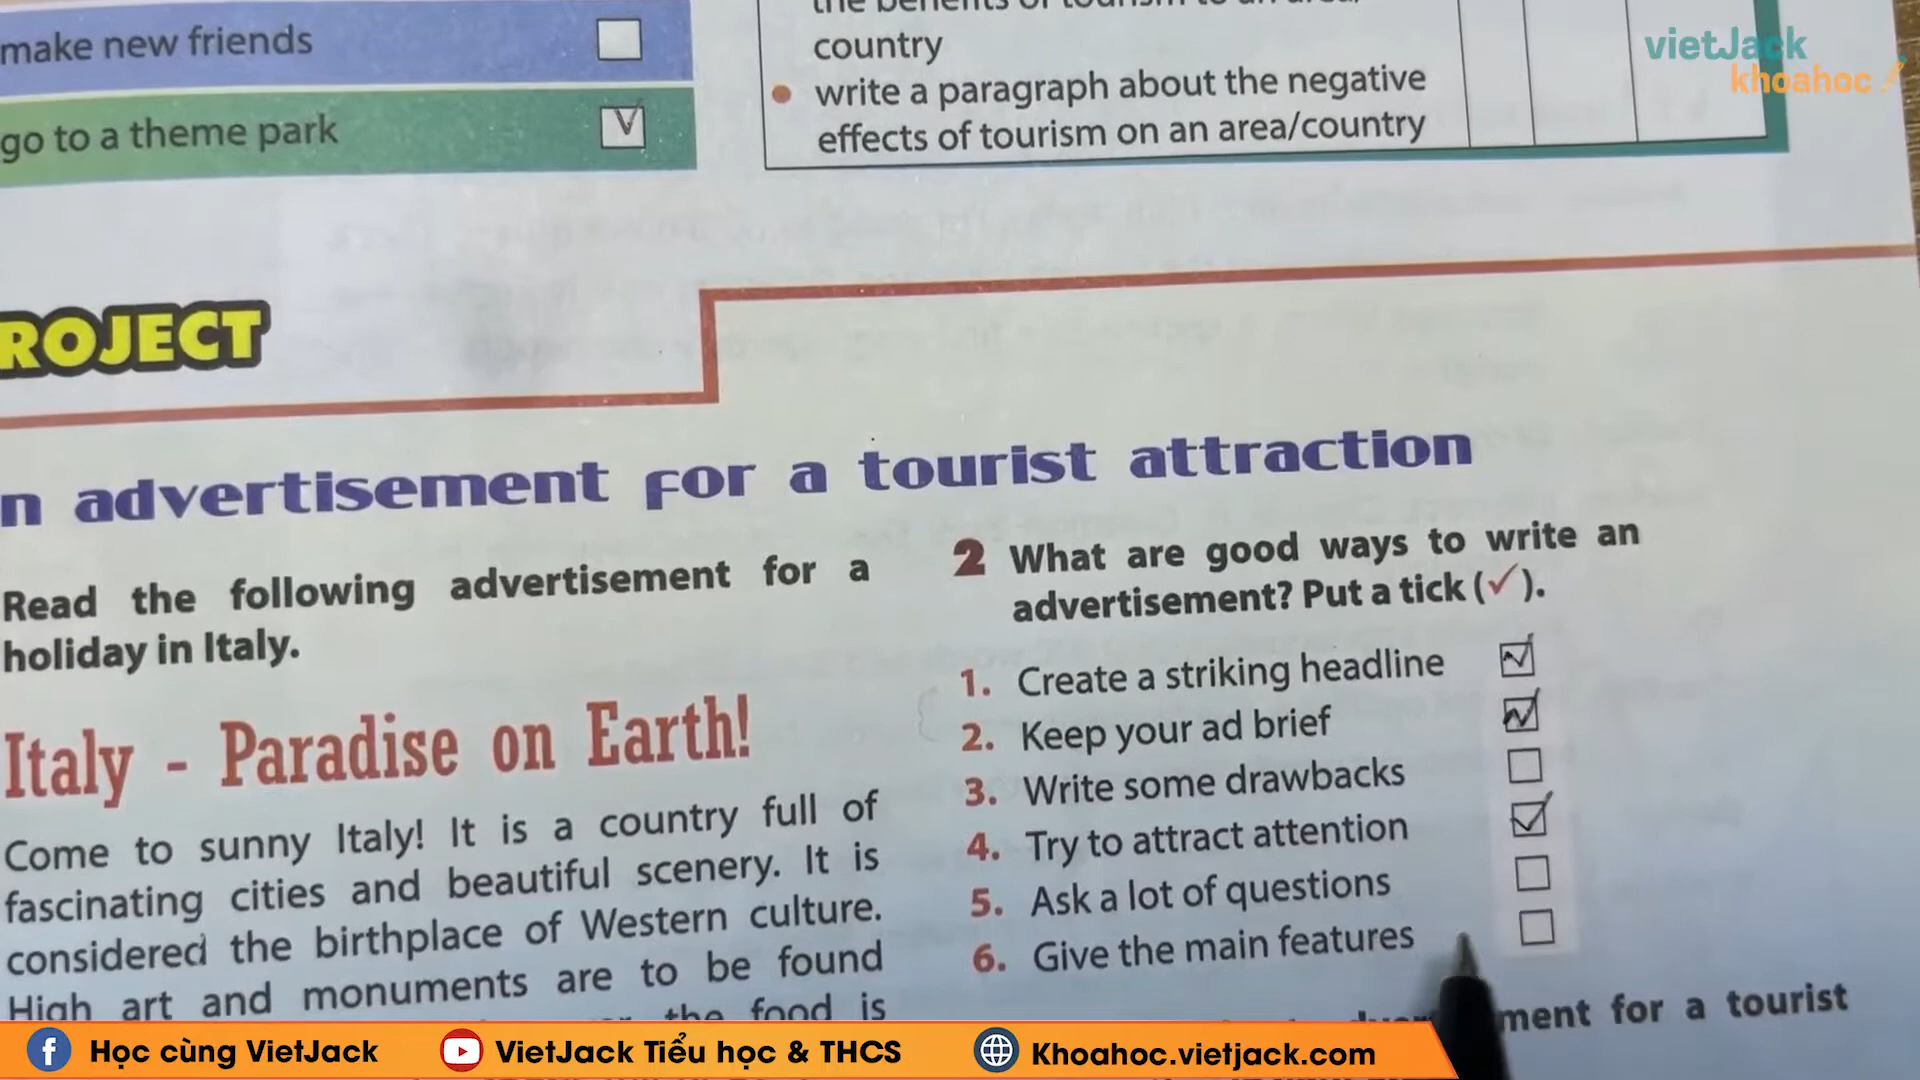 make new friends
go to a theme park
the benefits of tourism to an area/
country
• write a paragraph about the negative
effects of tourism on an area/country
vietJack
khoahoc
ROJECT
n advertisement for a tourist attraction
Read the following advertisement for a
holiday in Italy.
Italy - Paradise on Earth!
Come to sunny Italy! It is a country full of
fascinating cities and beautiful scenery. It is
considered the birthplace of Western culture.
High art and monuments are to be found
the food is
2 What are good ways to write an
advertisement? Put a tick (✓).
1. Create a striking headline
2. Keep your ad brief
3. Write some drawbacks
4. Try to attract attention
5. Ask a lot of questions
6. Give the main features
ment for a tourist
Học cùng VietJack
VietJack Tiểu học & THCS
Khoahoc.vietjack.com